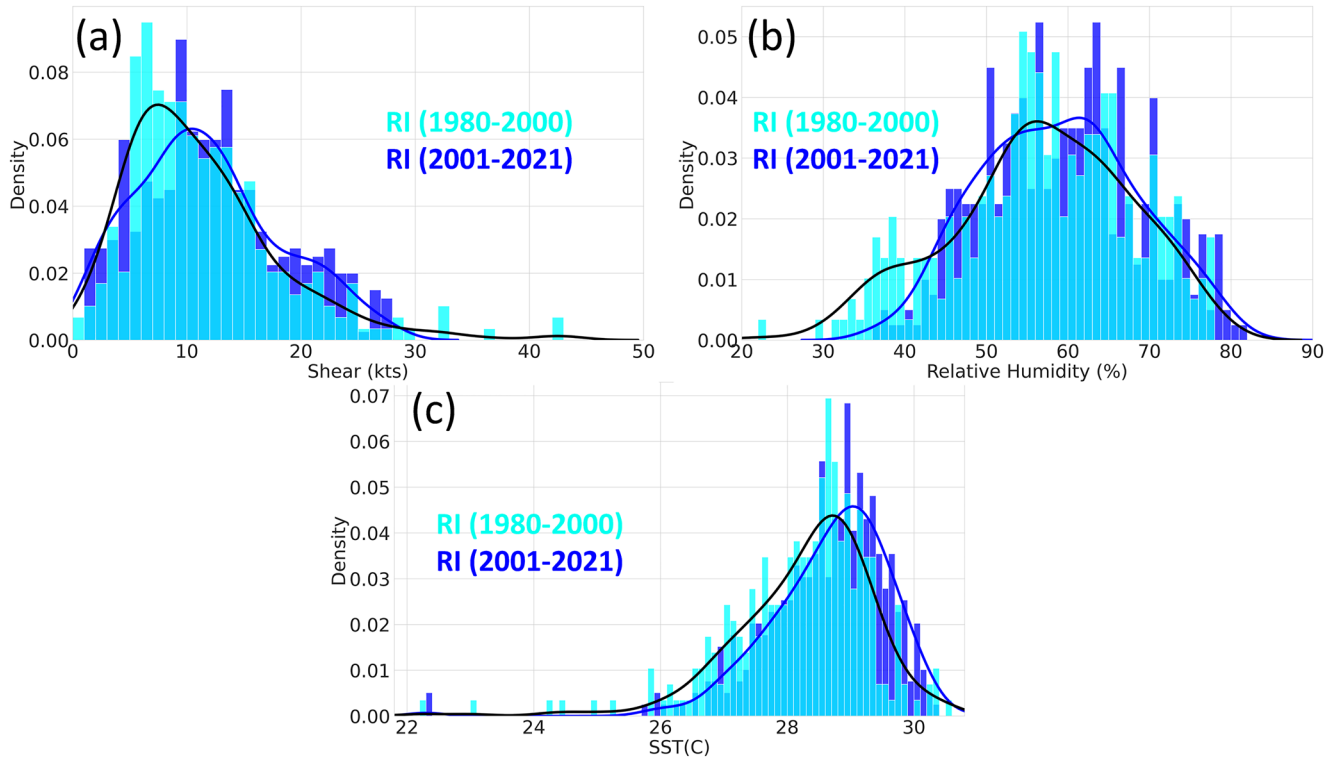 (a)
RI (1980-2000)
RI (2001-2021)
Density
0.08
0.06
0.04
0.02
0.00
0 10 20 30 40 50
Shear (kts)
(b)
RI (1980-2000)
RI (2001-2021)
Density
0.05
0.04
0.03
0.02
0.01
0.00
20 30 40 50 60 70 80 90
Relative Humidity (%)
(c)
RI (1980-2000)
RI (2001-2021)
Density
0.07
0.06
0.05
0.04
0.03
0.02
0.01
0.00
22 24 26 28 30
SST(C)